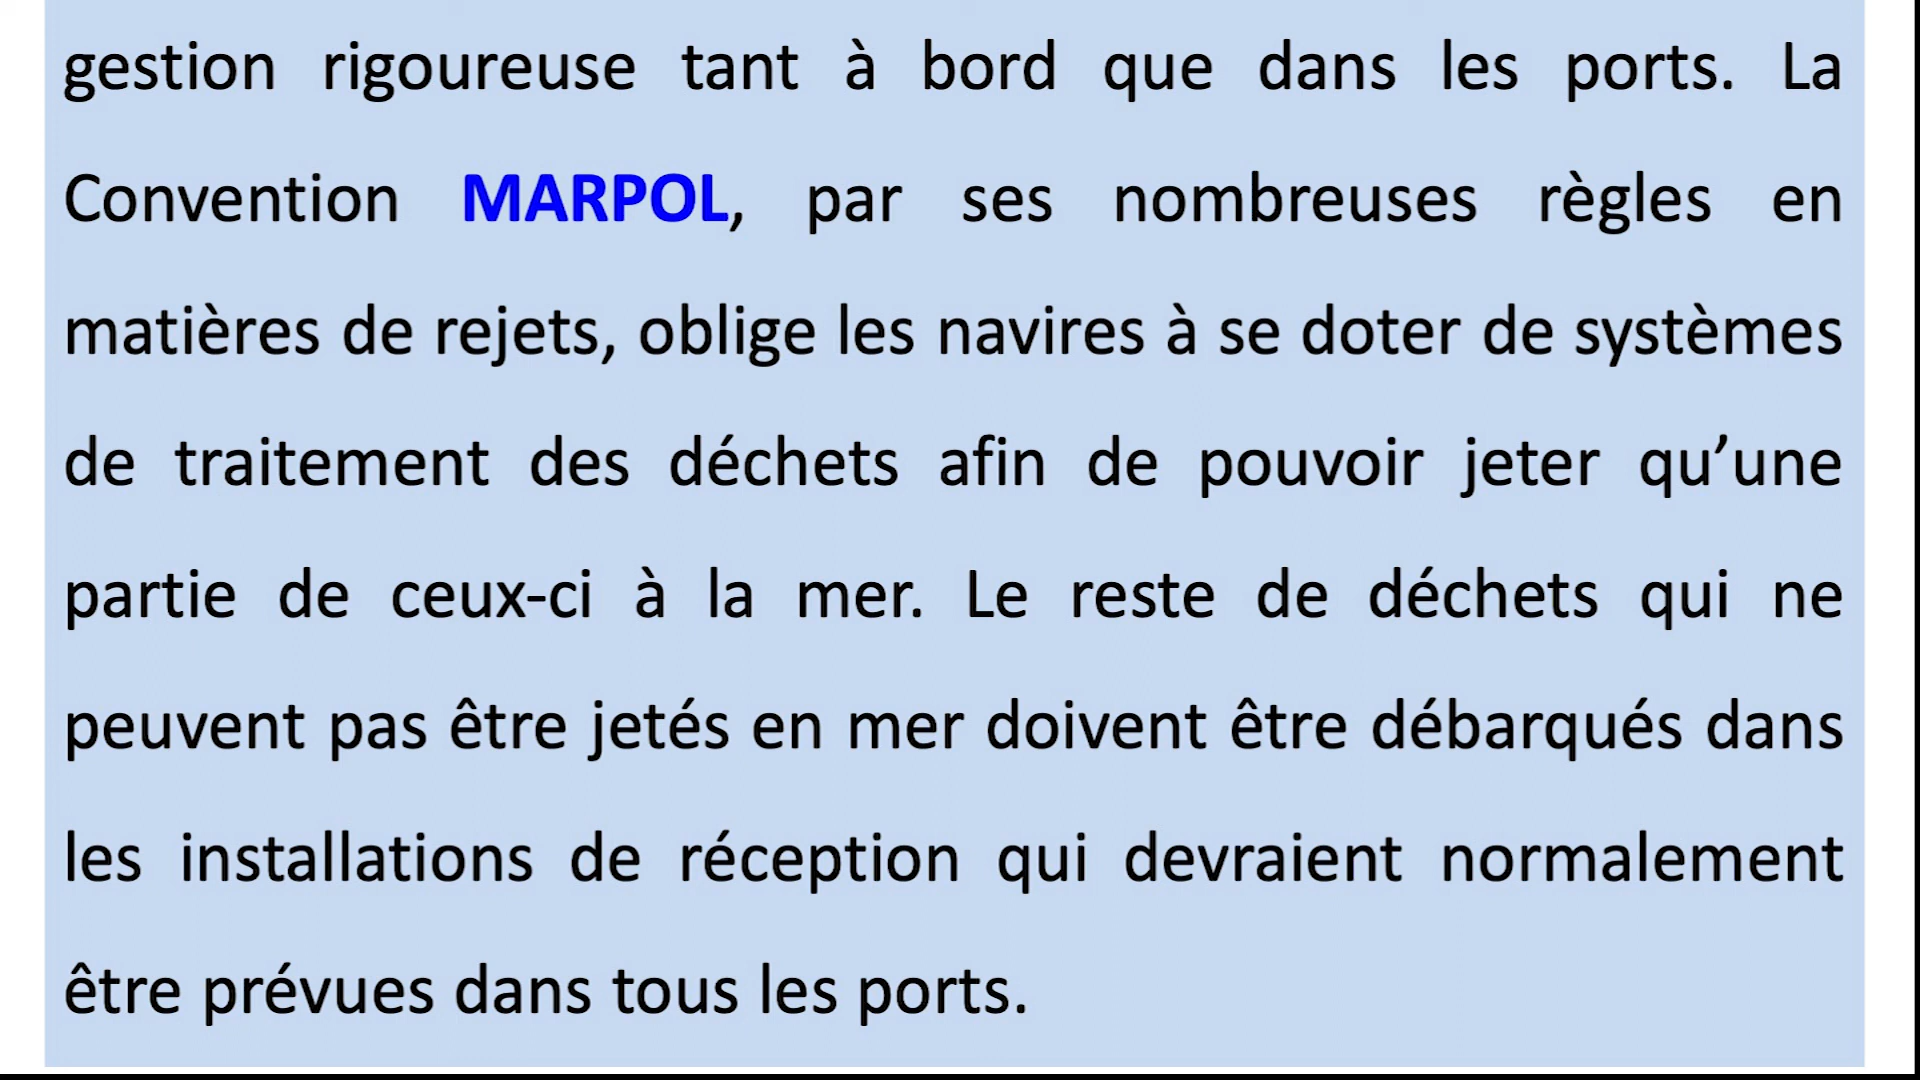 gestion rigoureuse tant à bord que dans les ports. La
Convention MARPOL, par ses nombreuses règles en
matières de rejets, oblige les navires à se doter de systèmes
de traitement des déchets afin de pouvoir jeter qu’une
partie de ceux-ci à la mer. Le reste de déchets qui ne
peuvent pas être jetés en mer doivent être débarqués dans
les installations de réception qui devraient normalement
être prévues dans tous les ports.